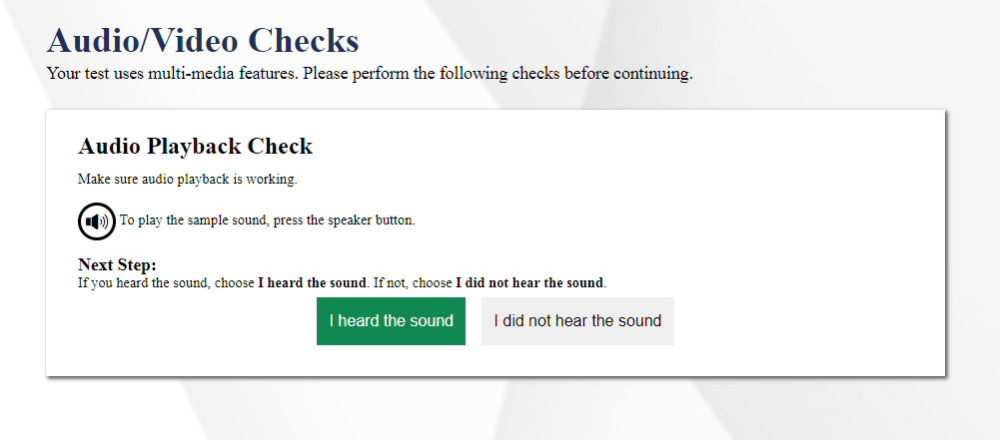 Audio/Video Checks
Your test uses multi-media features. Please perform the following checks before continuing.
Audio Playback Check
Make sure audio playback is working.
To play the sample sound, press the speaker button.
Next Step:
If you heard the sound, choose I heard the sound. If not, choose I did not hear the sound.
I heard the sound
I did not hear the sound